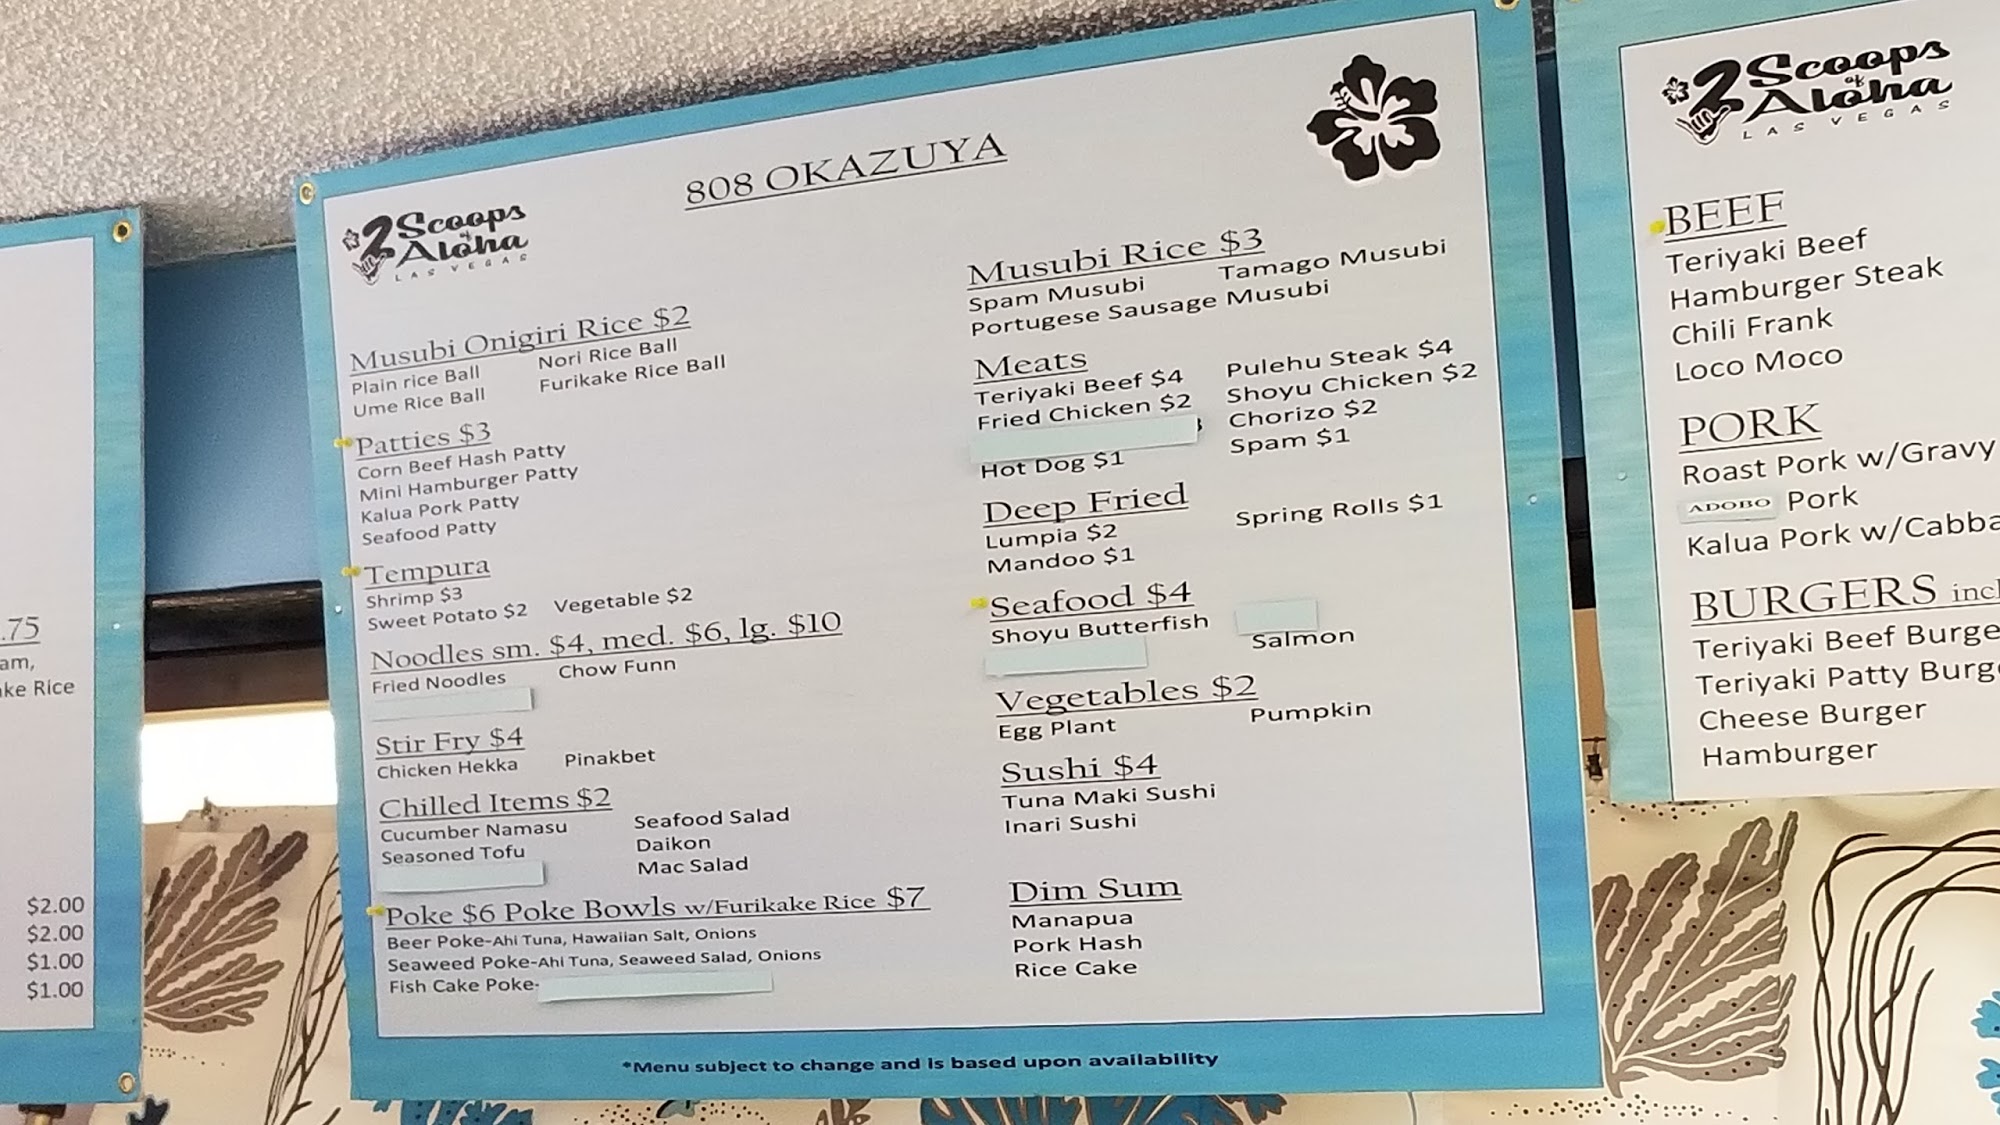 .75
am,
ke Rice
$2.00
$2.00
$1.00
$1.00
2 Scoops
of
Aloha
LAS VEGAS
808 OKAZUYA
Musubi Onigiri Rice $2
Plain rice Ball Nori Rice Ball
Ume Rice Ball Furikake Rice Ball
Patties $3
Corn Beef Hash Patty
Mini Hamburger Patty
Kalua Pork Patty
Seafood Patty
Tempura
Shrimp $3
Sweet Potato $2 Vegetable $2
Noodles sm. $4, med. $6, lg. $10
Fried Noodles Chow Funn
Stir Fry $4
Chicken Hekka Pinakbet
Chilled Items $2
Cucumber Namasu Seafood Salad
Seasoned Tofu Daikon
Mac Salad
Poke $6 Poke Bowls w/Furikake Rice $7
Beer Poke-Ahi Tuna, Hawaiian Salt, Onions
Seaweed Poke-Ahi Tuna, Seaweed Salad, Onions
Fish Cake Poke-
Musubi Rice $3
Spam Musubi Tamago Musubi
Portugese Sausage Musubi
Meats
Teriyaki Beef $4 Pulehu Steak $4
Fried Chicken $2 Shoyu Chicken $2
Chorizo $2
Hot Dog $1 Spam $1
Deep Fried
Lumpia $2 Spring Rolls $1
Mandoo $1
Seafood $4
Shoyu Butterfish
Salmon
Vegetables $2
Egg Plant Pumpkin
Sushi $4
Tuna Maki Sushi
Inari Sushi
Dim Sum
Manapua
Pork Hash
Rice Cake
*Menu subject to change and is based upon availability
2 Scoops
of
Aloha
LAS VEGAS
BEEF
Teriyaki Beef
Hamburger Steak
Chili Frank
Loco Moco
PORK
Roast Pork w/Gravy
ADOBO Pork
Kalua Pork w/Cabba
BURGERS incl
Teriyaki Beef Burge
Teriyaki Patty Burg
Cheese Burger
Hamburger